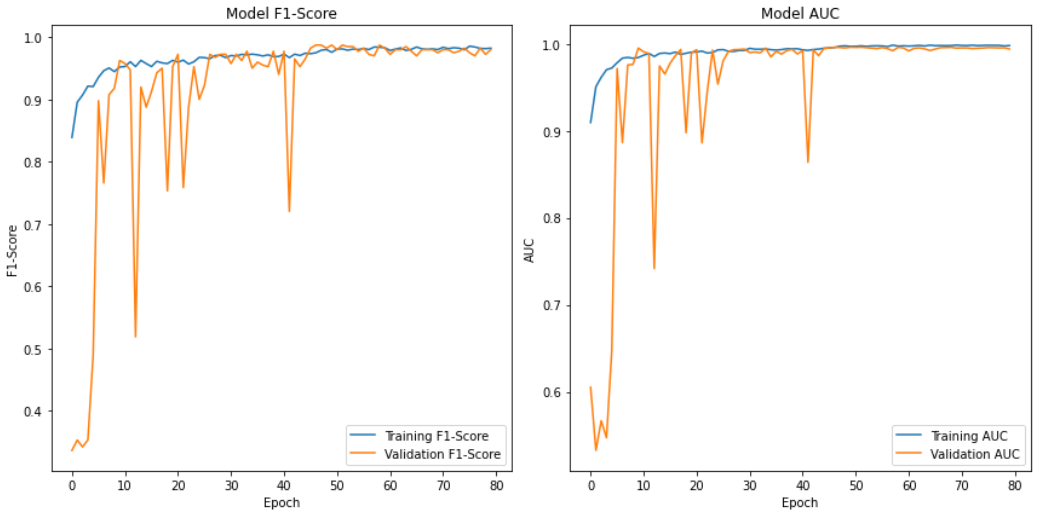 Model F1-Score
1.0
0.9
0.8
0.7
0.6
0.5
0.4
F1-Score
0 10 20 30 40 50 60 70 80
Epoch
Training F1-Score
Validation F1-Score
Model AUC
1.0
0.9
0.8
0.7
0.6
AUC
0 10 20 30 40 50 60 70 80
Epoch
Training AUC
Validation AUC